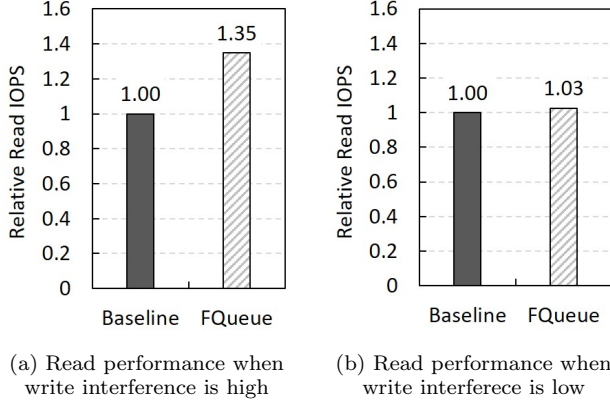 Relative Read IOPS
1.6
1.4
1.2
1
0.8
0.6
0.4
0.2
0
1.00
1.35
Baseline
FQueue
(a) Read performance when
write interference is high
Relative Read IOPS
1.6
1.4
1.2
1
0.8
0.6
0.4
0.2
0
1.00
1.03
Baseline
FQueue
(b) Read performance when
write interferece is low